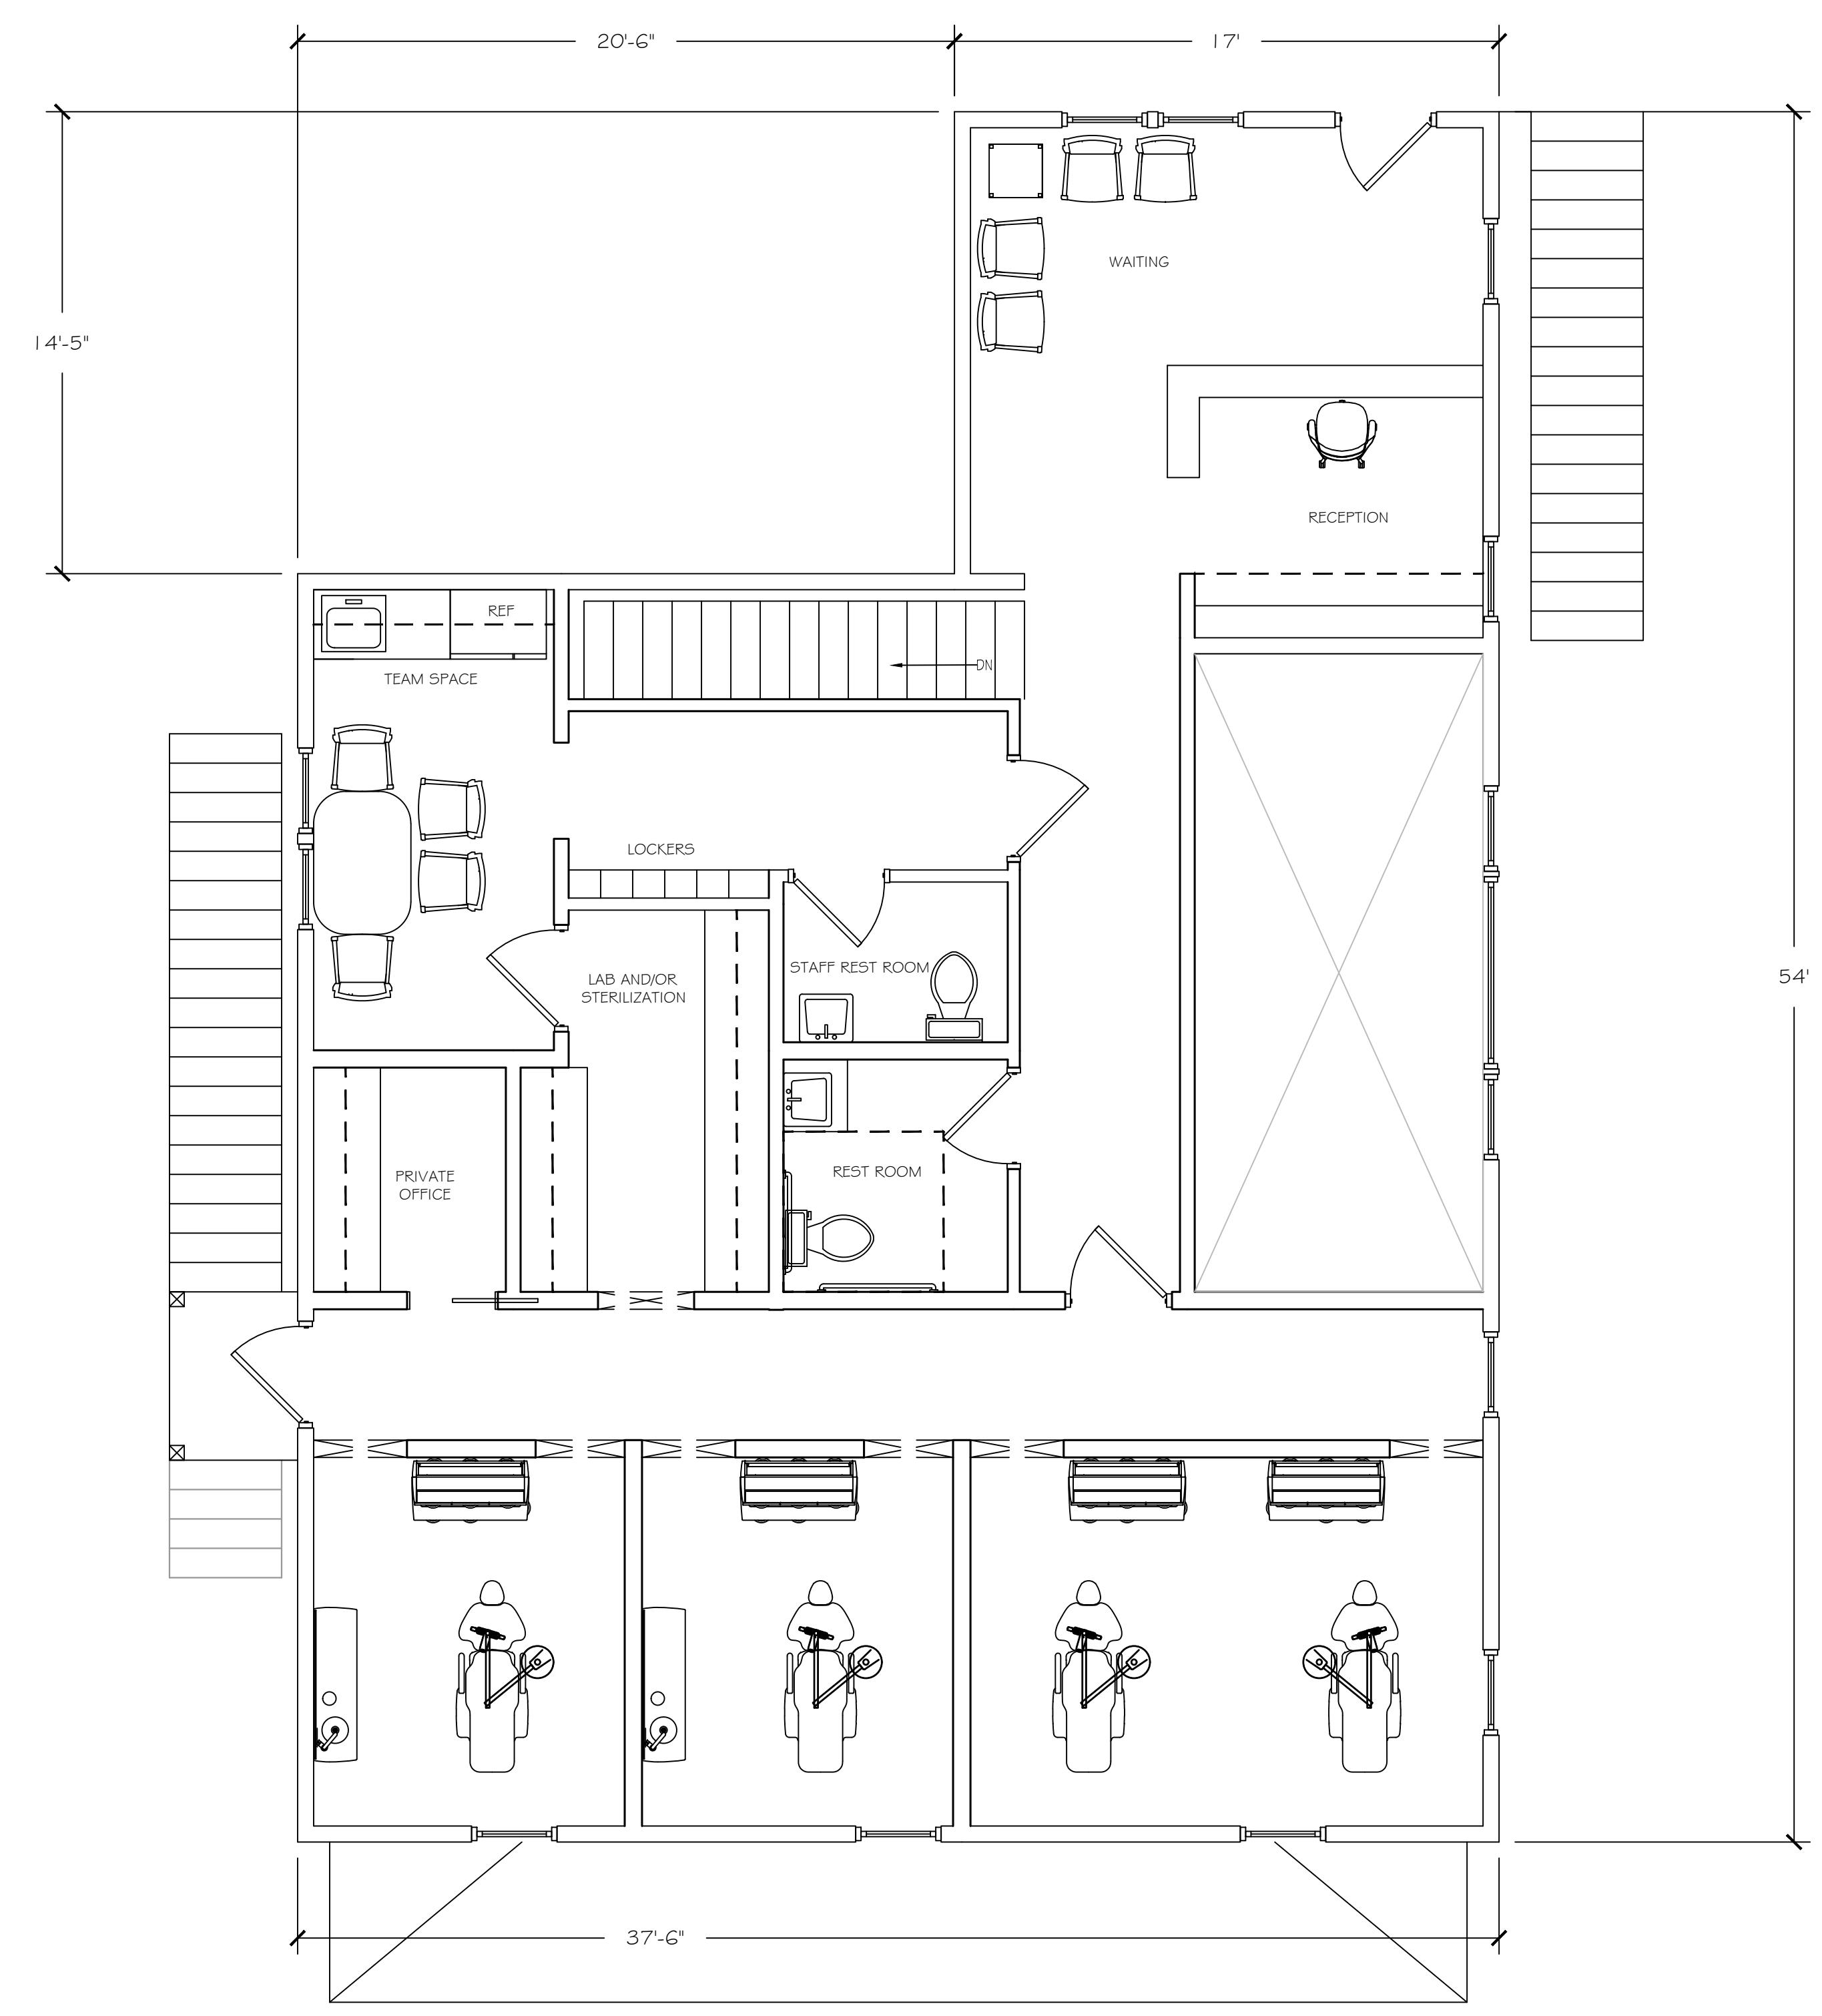 20'-6"
17'
14'-5"
WAITING
RECEPTION
REF
DN
TEAM SPACE
LOCKERS
STAFF REST ROOM
LAB AND/OR
STERILIZATION
54'
REST ROOM
PRIVATE
OFFICE
37'-6"